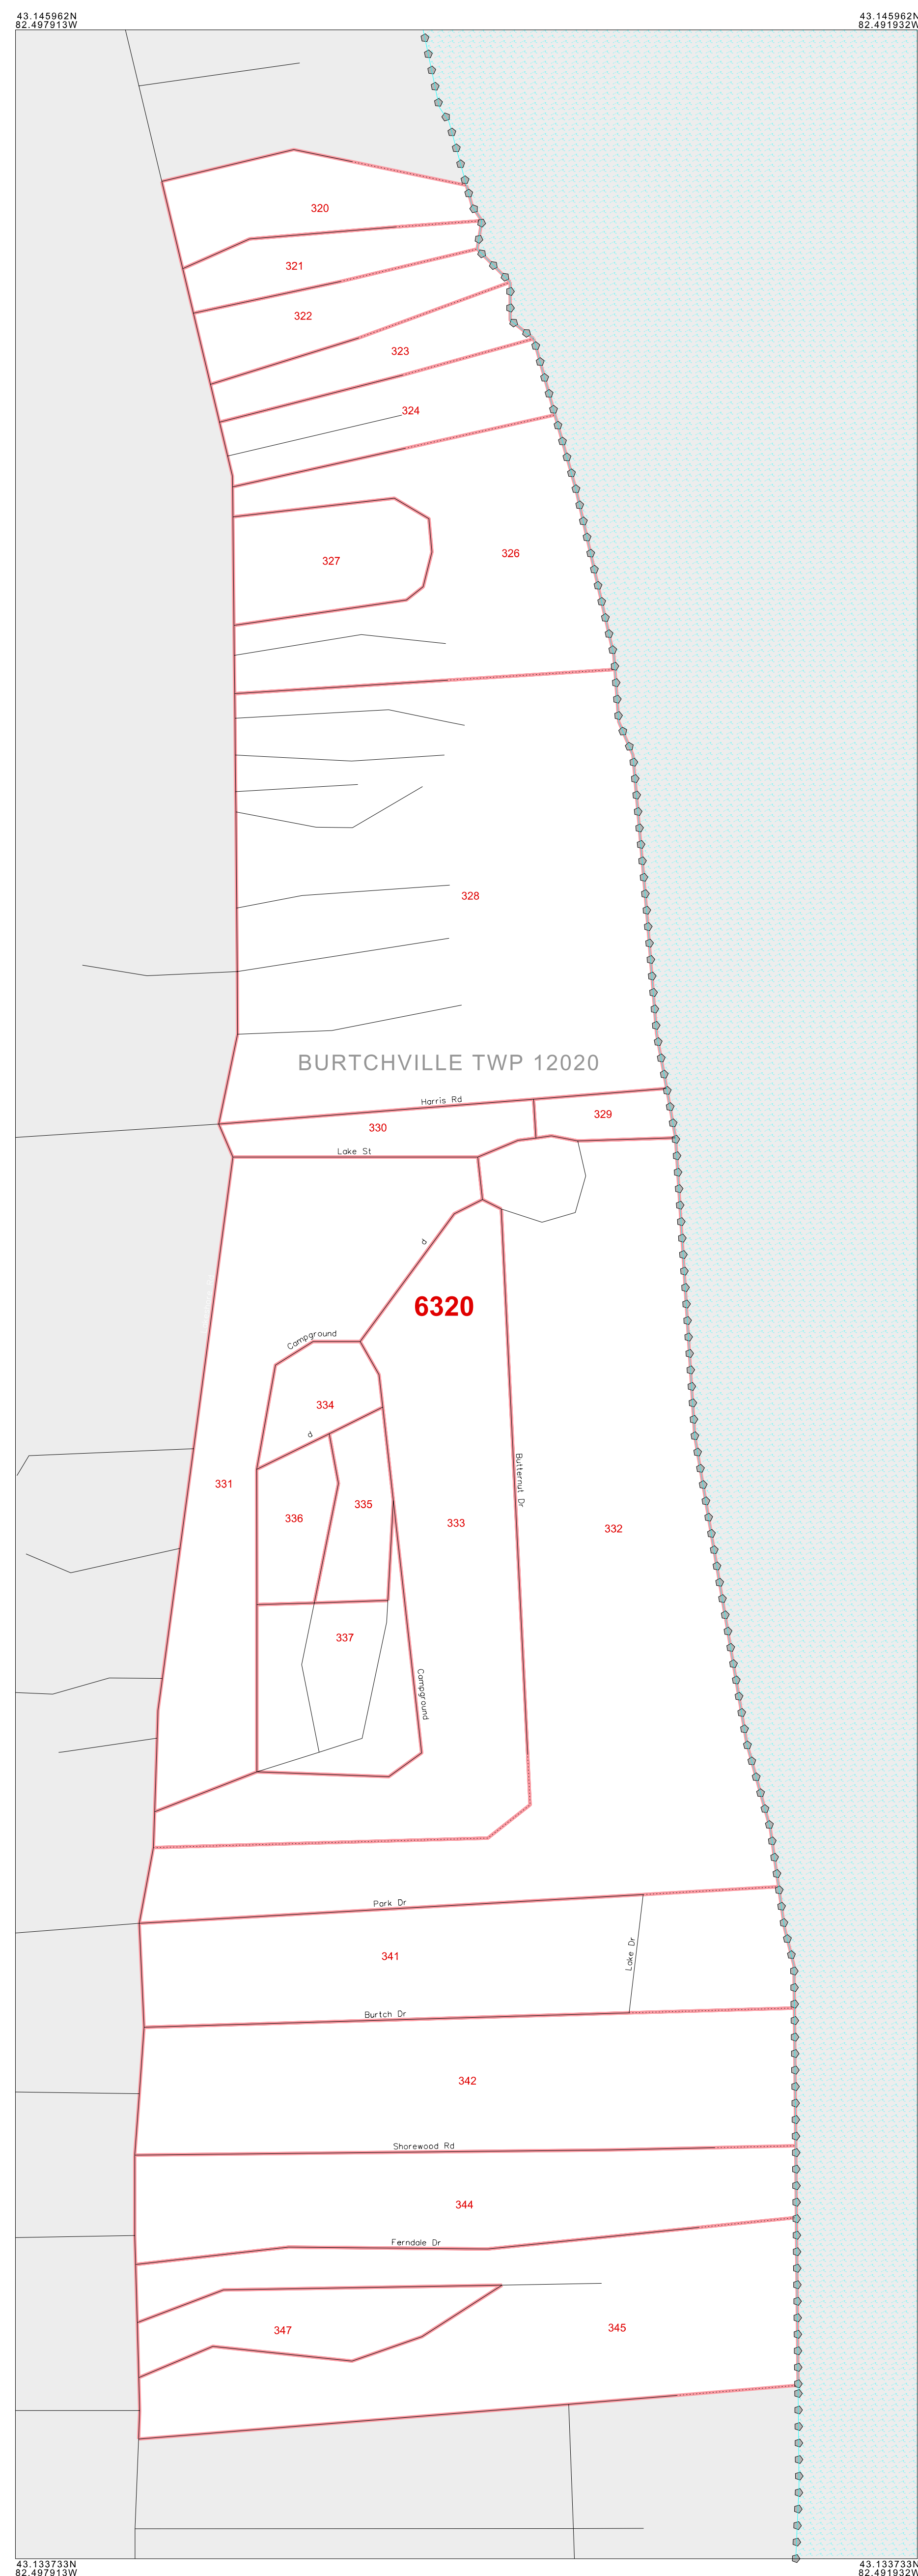 43.145962N
82.497913W
43.145962N
82.491932W
320
321
322
323
324
327
326
328
BURTCHVILLE TWP 12020
Harris Rd
329
330
Lake St
d
6320
Campground
334
d
Butternut Dr
331
335
336
333
332
337
Campground
Park Dr
341
Lake Dr
Burtch Dr
342
Shorewood Rd
344
Ferndale Dr
347
345
43.133733N
82.497913W
43.133733N
82.491932W